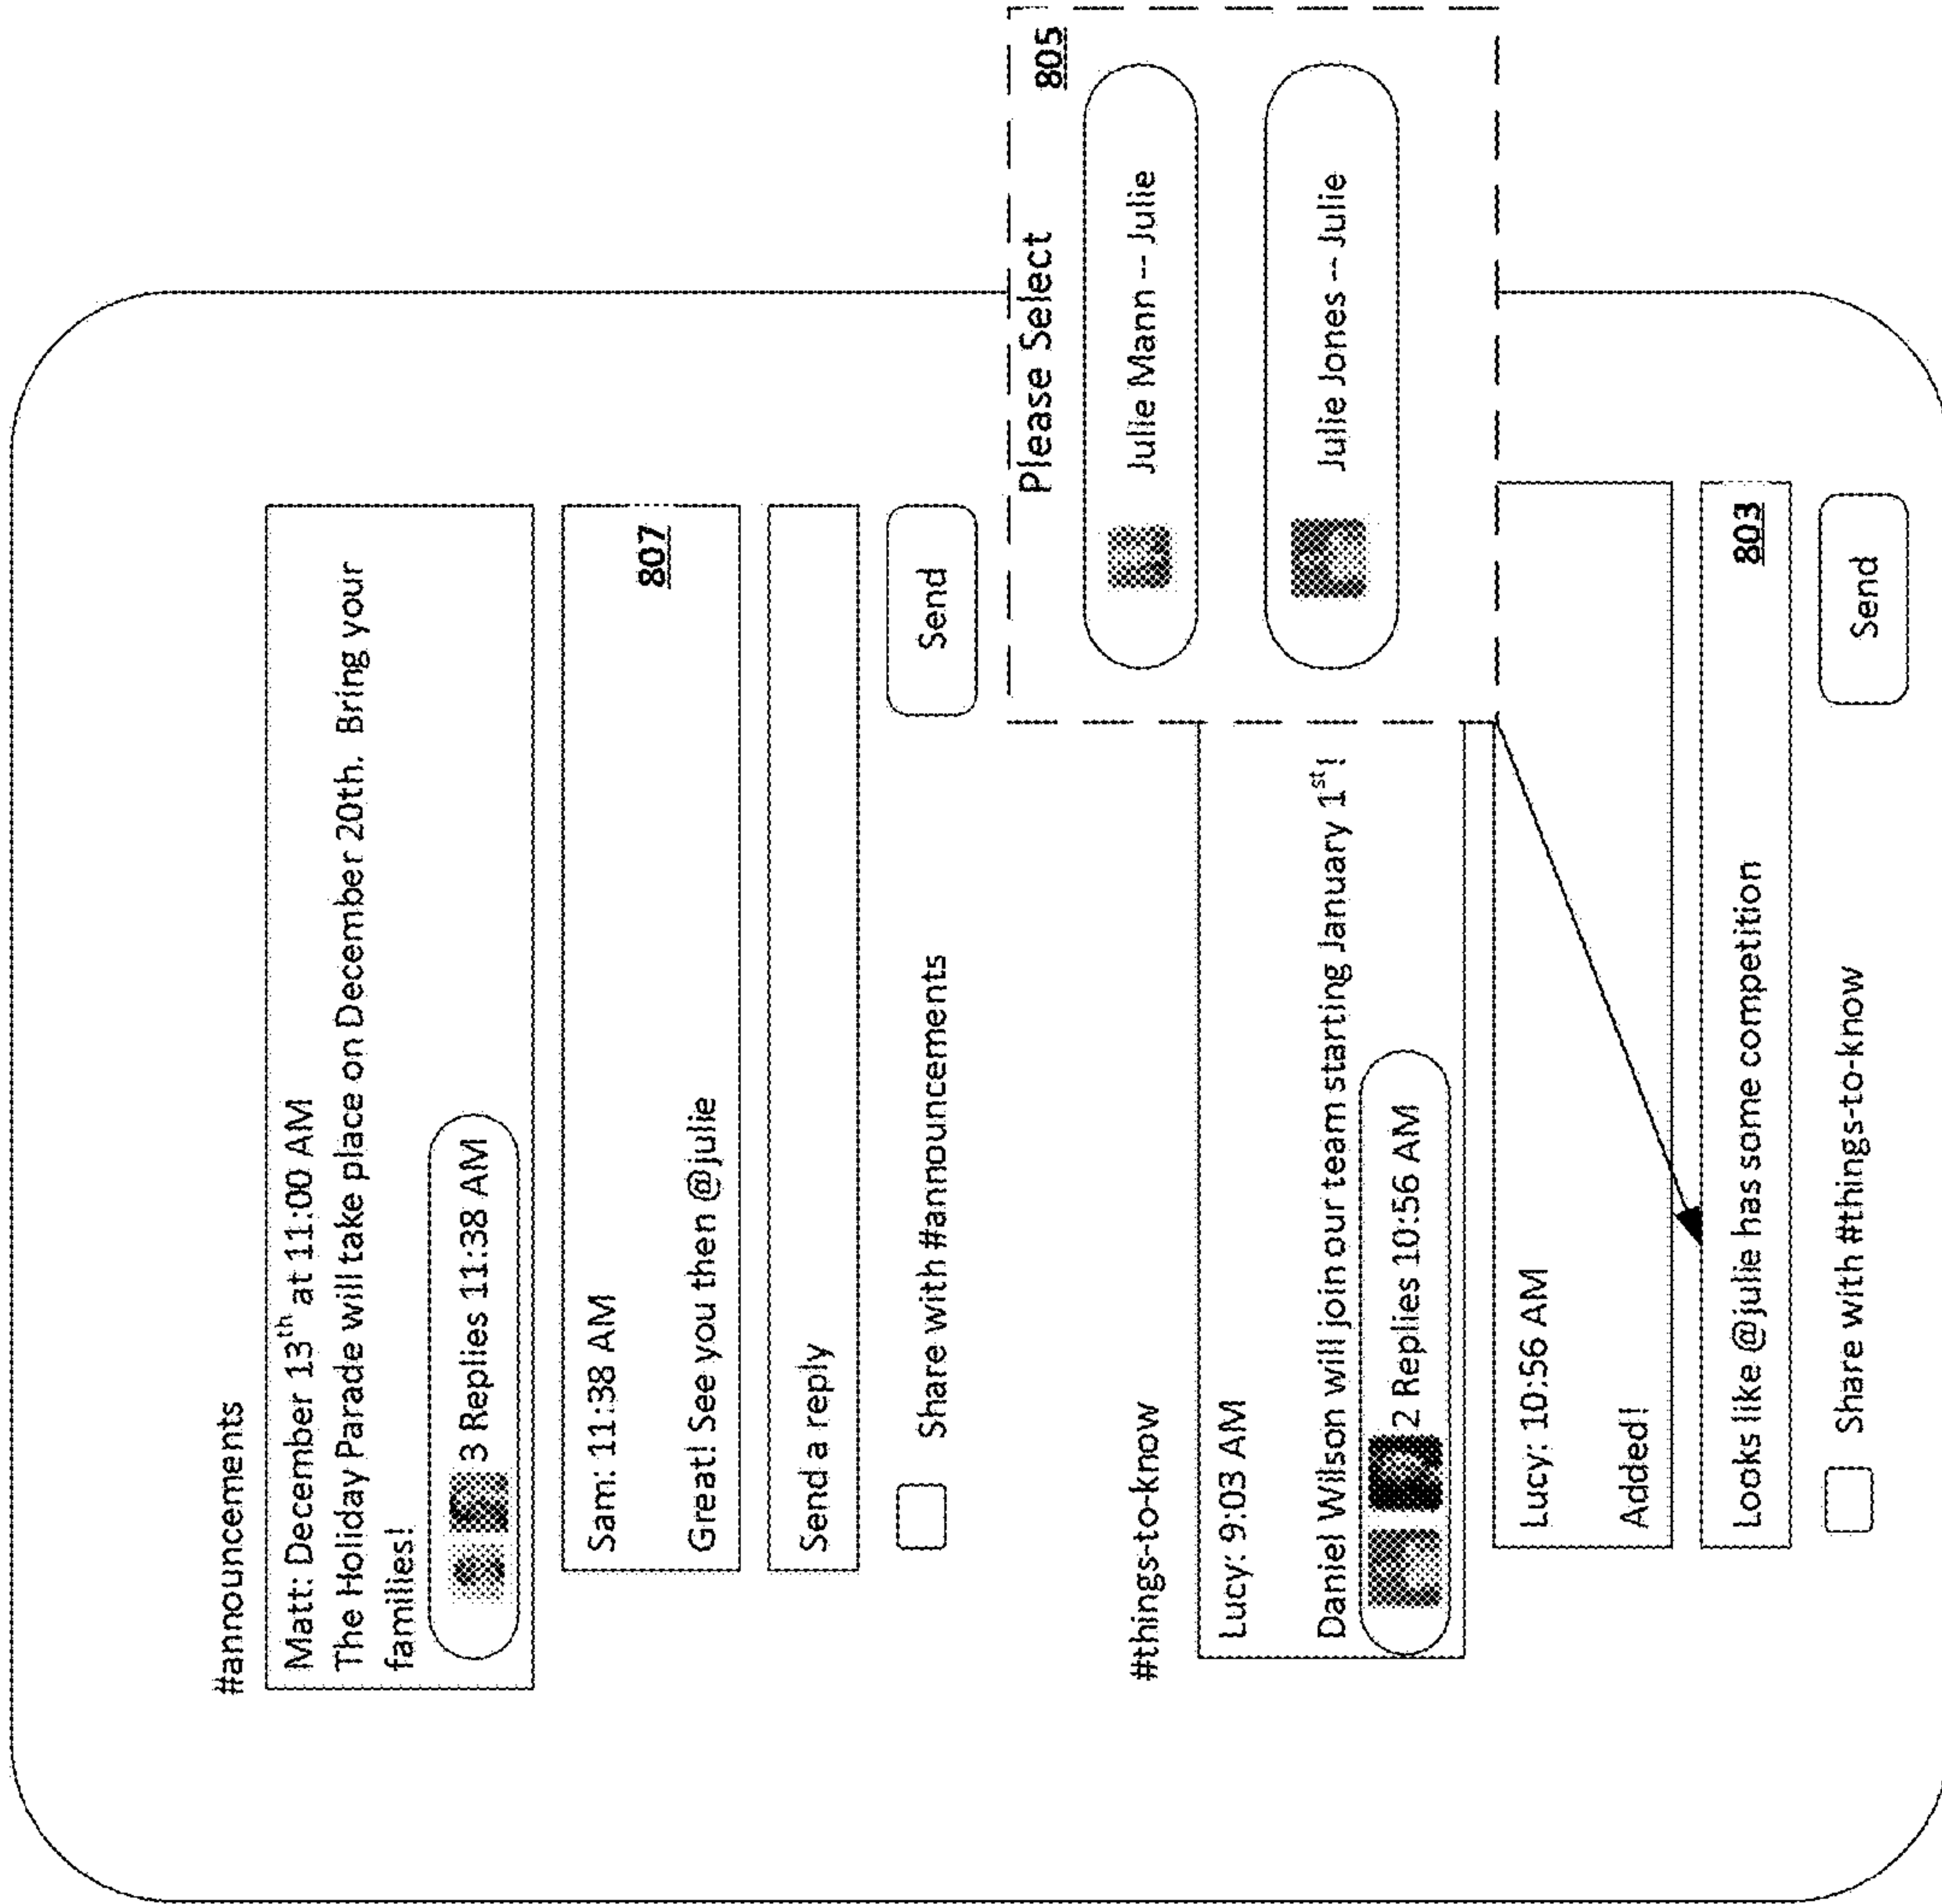 #announcements
Matt: December 13th at 11:00 AM
The Holiday Parade will take place on December 20th. Bring your
families!
3 Replies 11:38 AM
Sam: 11:38 AM
807
Great! See you then @julie
Send a reply
Share with #announcements
Send
Please Select
805
Julie Mann -- Julie
Julie Jones -- Julie
#things-to-know
Lucy: 9:03 AM
Daniel Wilson will join our team starting January 1st!
2 Replies 10:56 AM
Lucy: 10:56 AM
Added!
Looks like @julie has some competition
803
Share with #things-to-know
Send